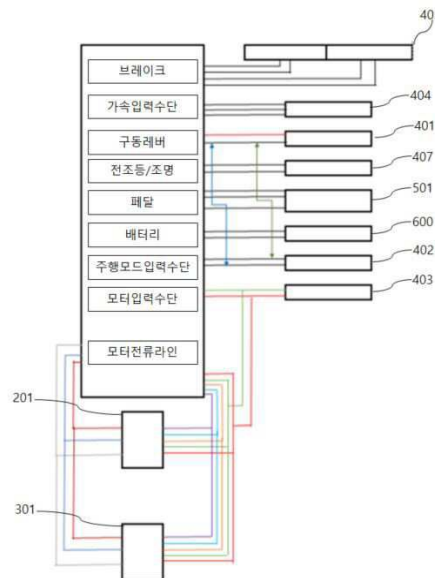 40
브레이크
가속입력수단
404
구동레버
401
전조등/조명
407
페달
501
배터리
600
주행모드입력수단
402
모터입력수단
403
모터전류라인
201
301